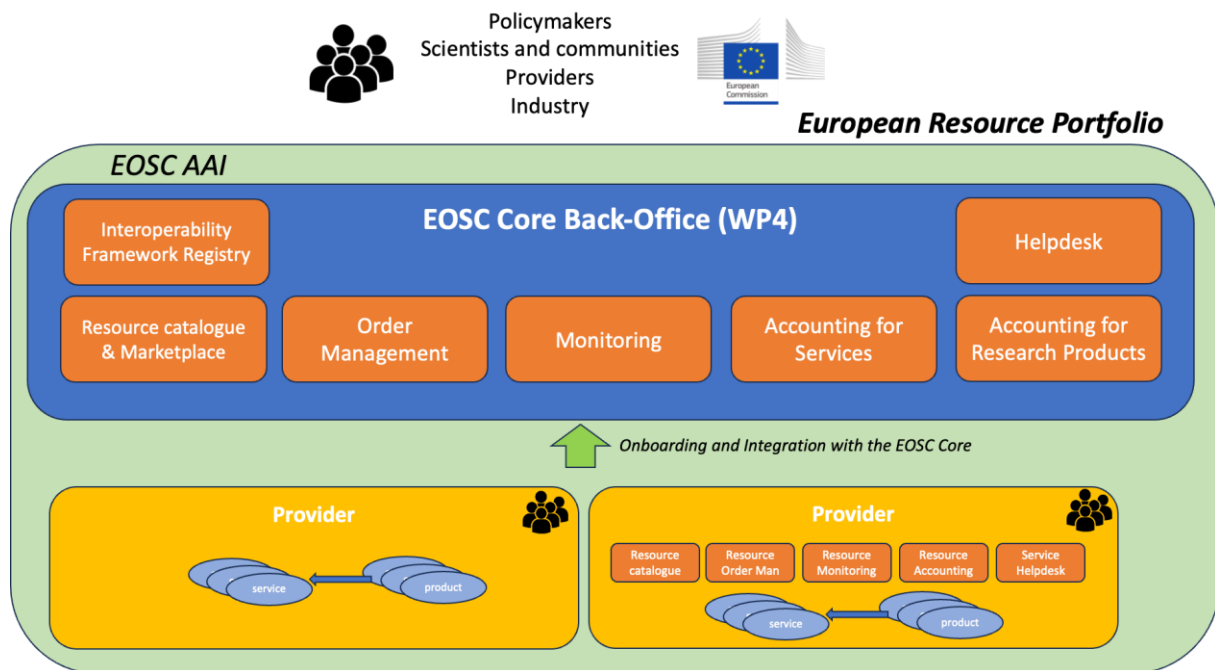 Policymakers
Scientists and communities
Providers
Industry
European
Commission
European Resource Portfolio
EOSC AAI
EOSC Core Back-Office (WP4)
Interoperability
Framework Registry
Helpdesk
Resource catalogue
& Marketplace
Order
Management
Monitoring
Accounting for
Services
Accounting for
Research Products
Onboarding and Integration with the EOSC Core
Provider
service
product
Provider
Resource
catalogue
Resource
Order Man
Resource
Monitoring
Resource
Accounting
Service
Helpdesk
service
product